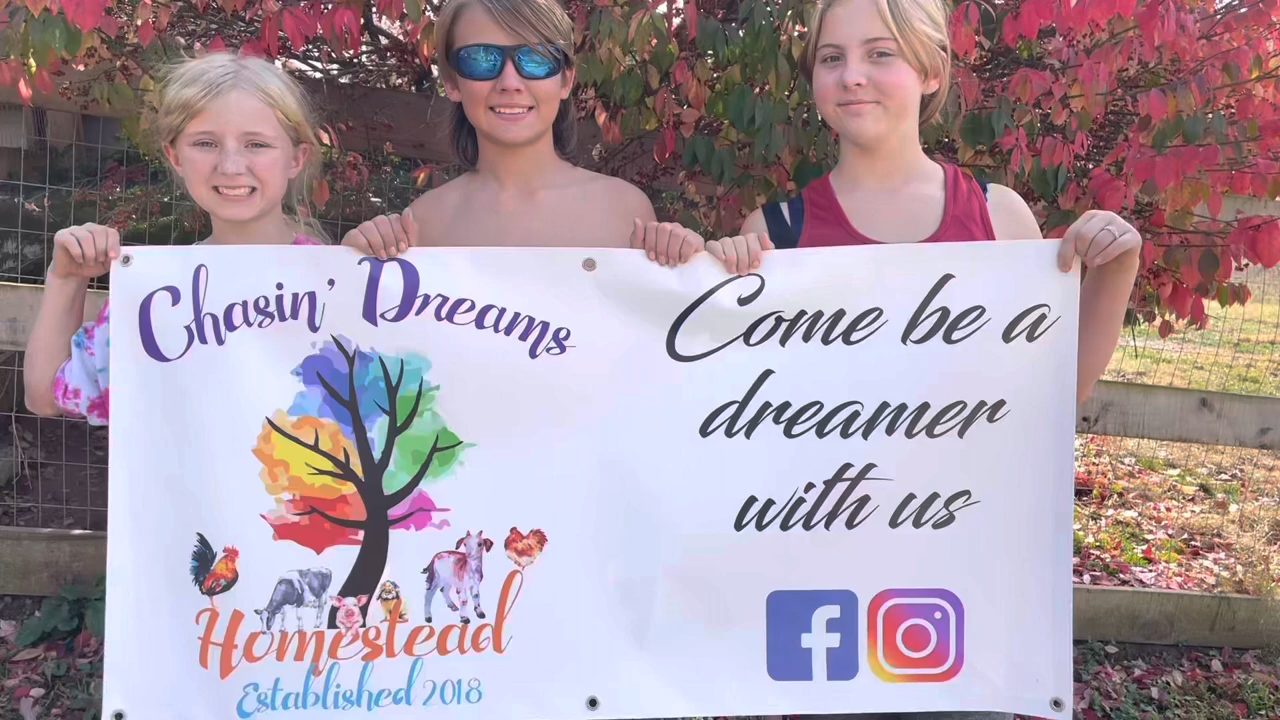 Chasin' Dreams
Homestead
Established 2018
Come be a
dreamer
with us